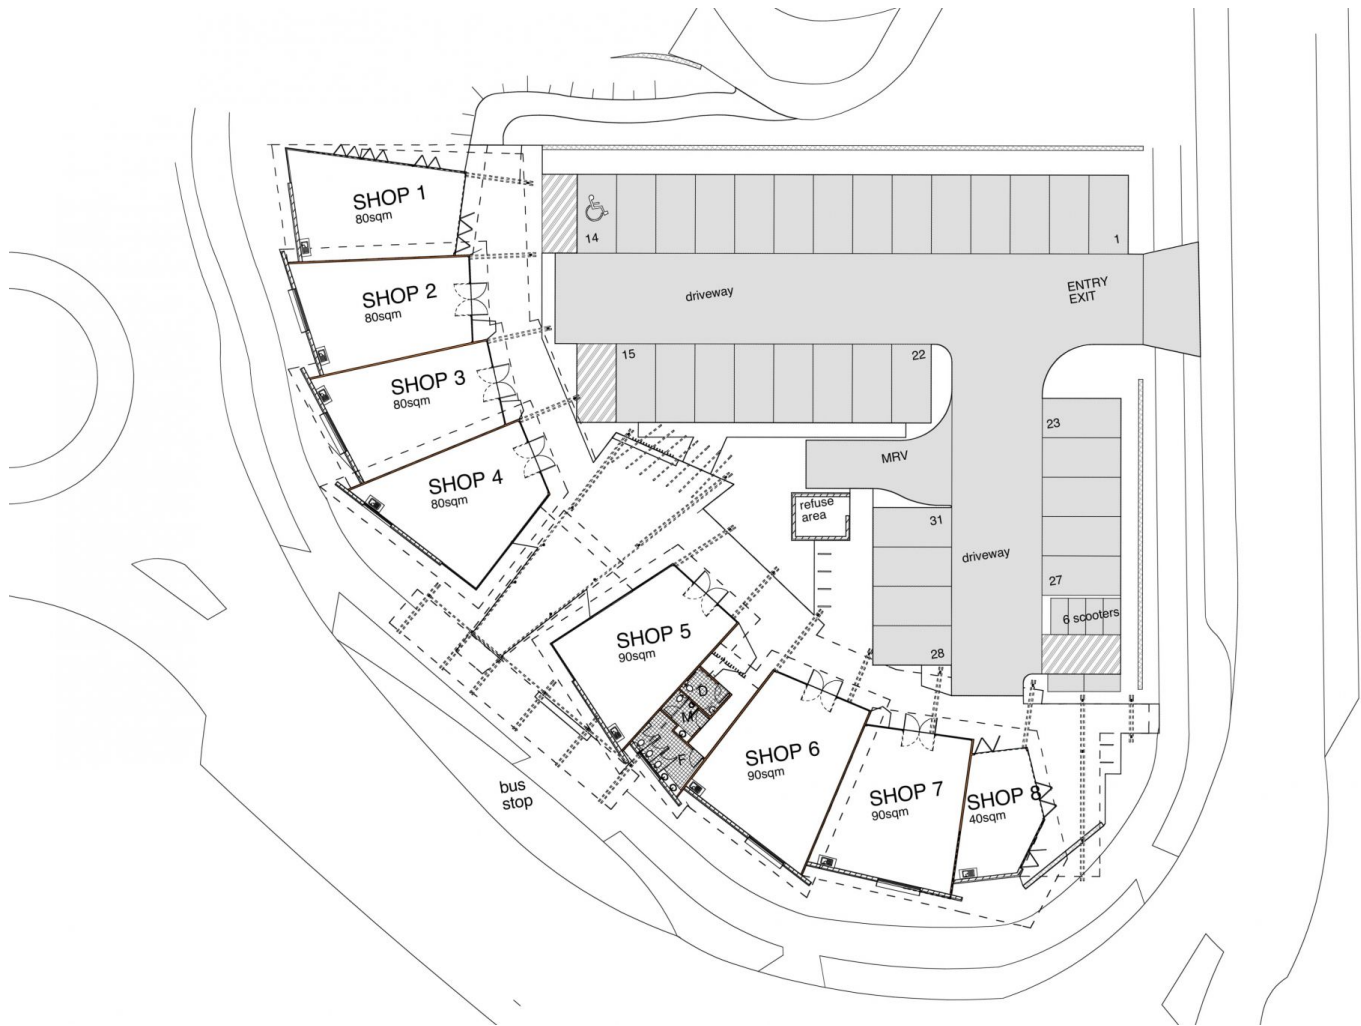 SHOP 1
80sqm
14
1
SHOP 2
80sqm
driveway
ENTRY
EXIT
15
22
SHOP 3
80sqm
23
MRV
SHOP 4
80sqm
refuse
area
31
driveway
27
6 scooters
SHOP 5
90sqm
28
D
M
F
SHOP 6
90sqm
bus
stop
SHOP 7
90sqm
SHOP 8
40sqm